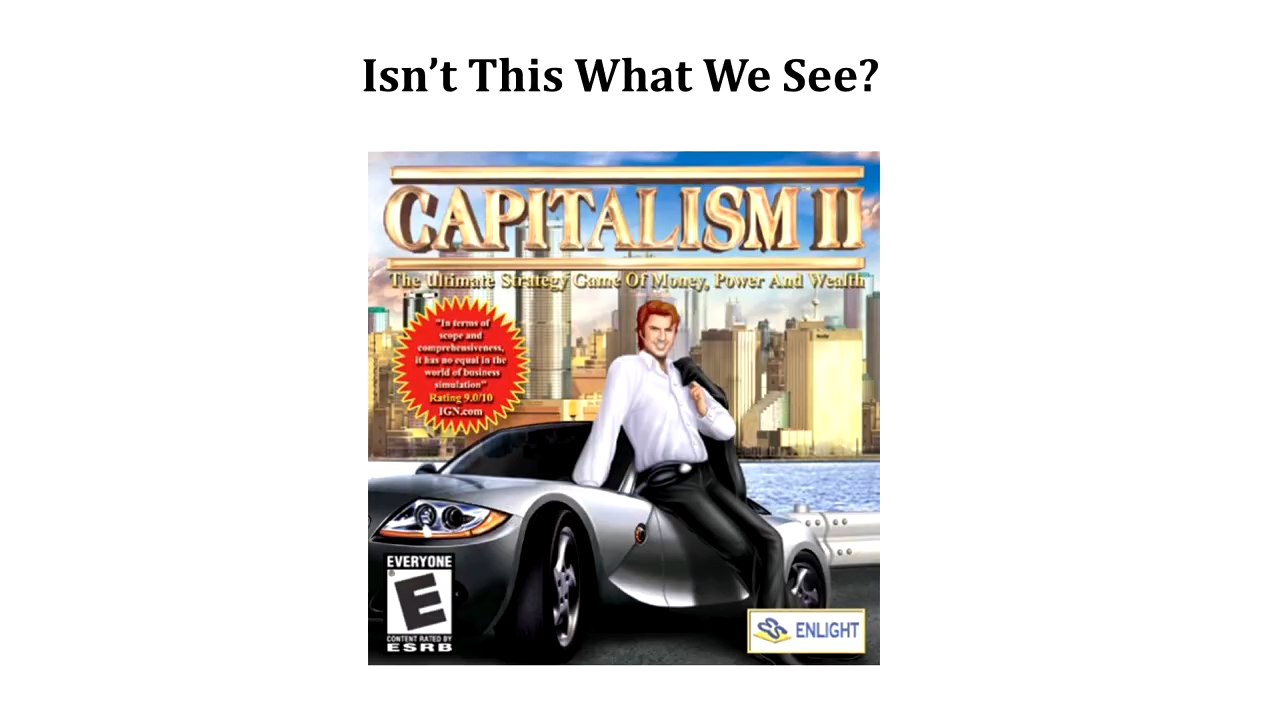 Isn't This What We See?
CAPITALISM II
The Ultimate Strategy Game Of Money, Power And Wealth
"In terms of
scope and
comprehensiveness,
it has no equal in the
world of business
simulation"
Rating 9.0/10
IGN.com
EVERYONE
E
CONTENT RATED BY
ESRB
ENLIGHT